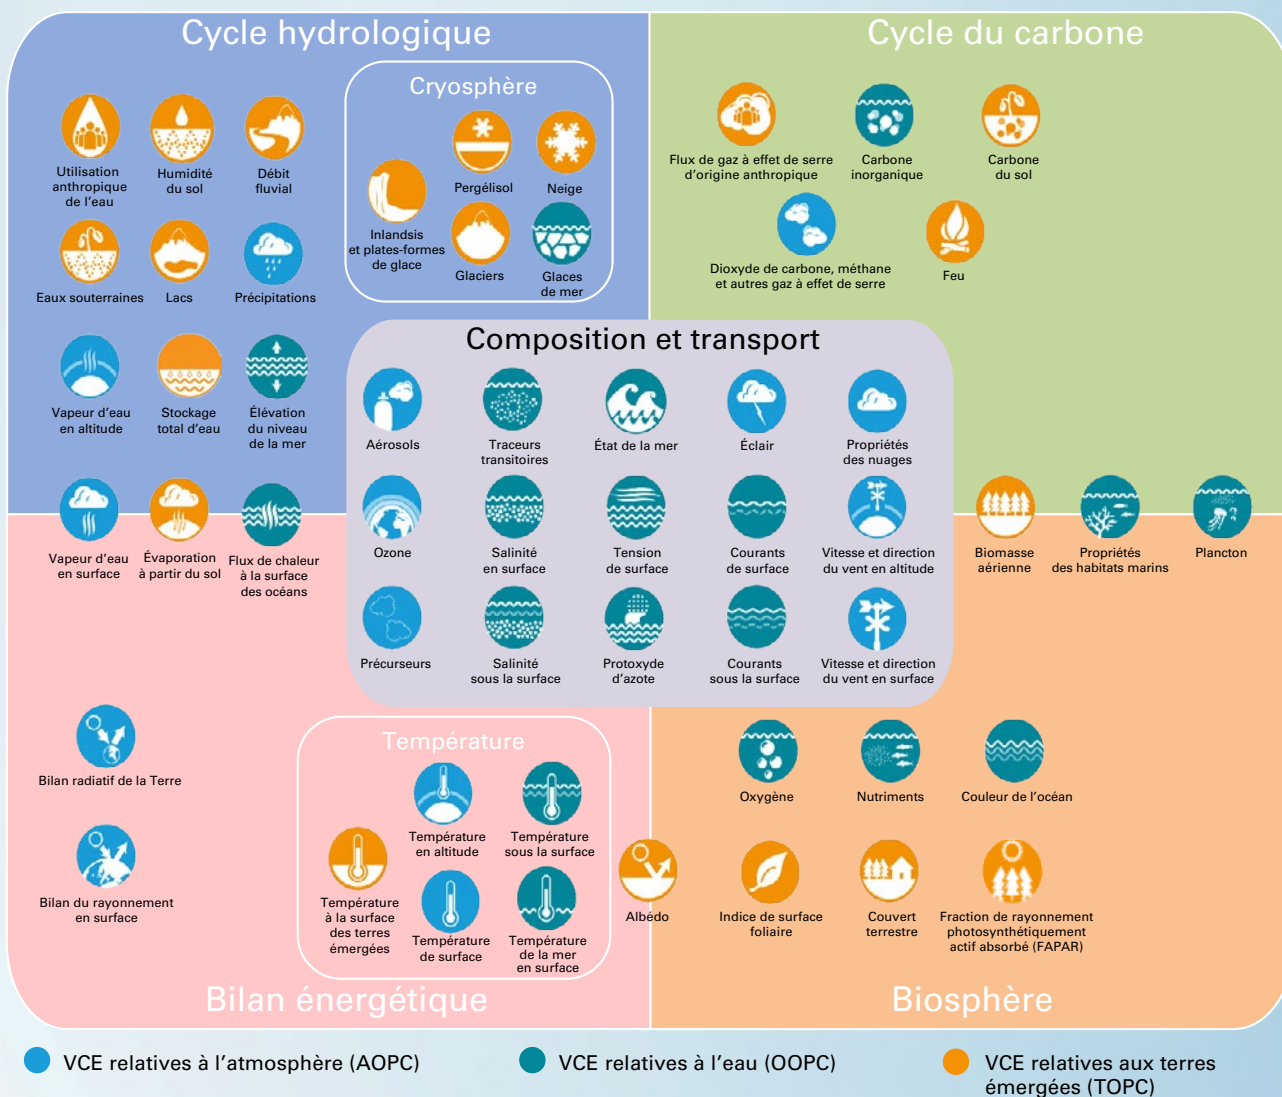 Cycle hydrologique
Cycle du carbone
Cryosphère
Utilisation
anthropique
de l’eau
Humidité
du sol
Débit
fluvial
Inlandsis
et plates-formes
de glace
Pergélisol
Neige
Glaciers
Glaces
de mer
Eaux souterraines
Lacs
Précipitations
Vapeur d’eau
en altitude
Stockage
total d’eau
Élévation
du niveau
de la mer
Flux de gaz à effet de serre
d’origine anthropique
Carbone
inorganique
Carbone
du sol
Dioxyde de carbone, méthane
et autres gaz à effet de serre
Feu
Composition et transport
Aérosols
Traceurs
transitoires
État de la mer
Éclair
Propriétés
des nuages
Ozone
Salinité
en surface
Tension
de surface
Courants
de surface
Vitesse et direction
du vent en altitude
Précurseurs
Salinité
sous la surface
Protoxyde
d’azote
Courants
sous la surface
Vitesse et direction
du vent en surface
Vapeur d’eau
en surface
Évaporation
à partir du sol
Flux de chaleur
à la surface
des océans
Biomasse
aérienne
Propriétés
des habitats marins
Plancton
Bilan radiatif de la Terre
Bilan du rayonnement
en surface
Température
Température
à la surface
des terres
émergées
Température
en altitude
Température
sous la surface
Température
de surface
Température
de la mer
en surface
Albédo
Oxygène
Nutriments
Couleur de l’océan
Indice de surface
foliaire
Couvert
terrestre
Fraction de rayonnement
photosynthétiquement
actif absorbé (FAPAR)
Bilan énergétique
Biosphère
VCE relatives à l’atmosphère (AOPC)
VCE relatives à l’eau (OOPC)
VCE relatives aux terres
émergées (TOPC)